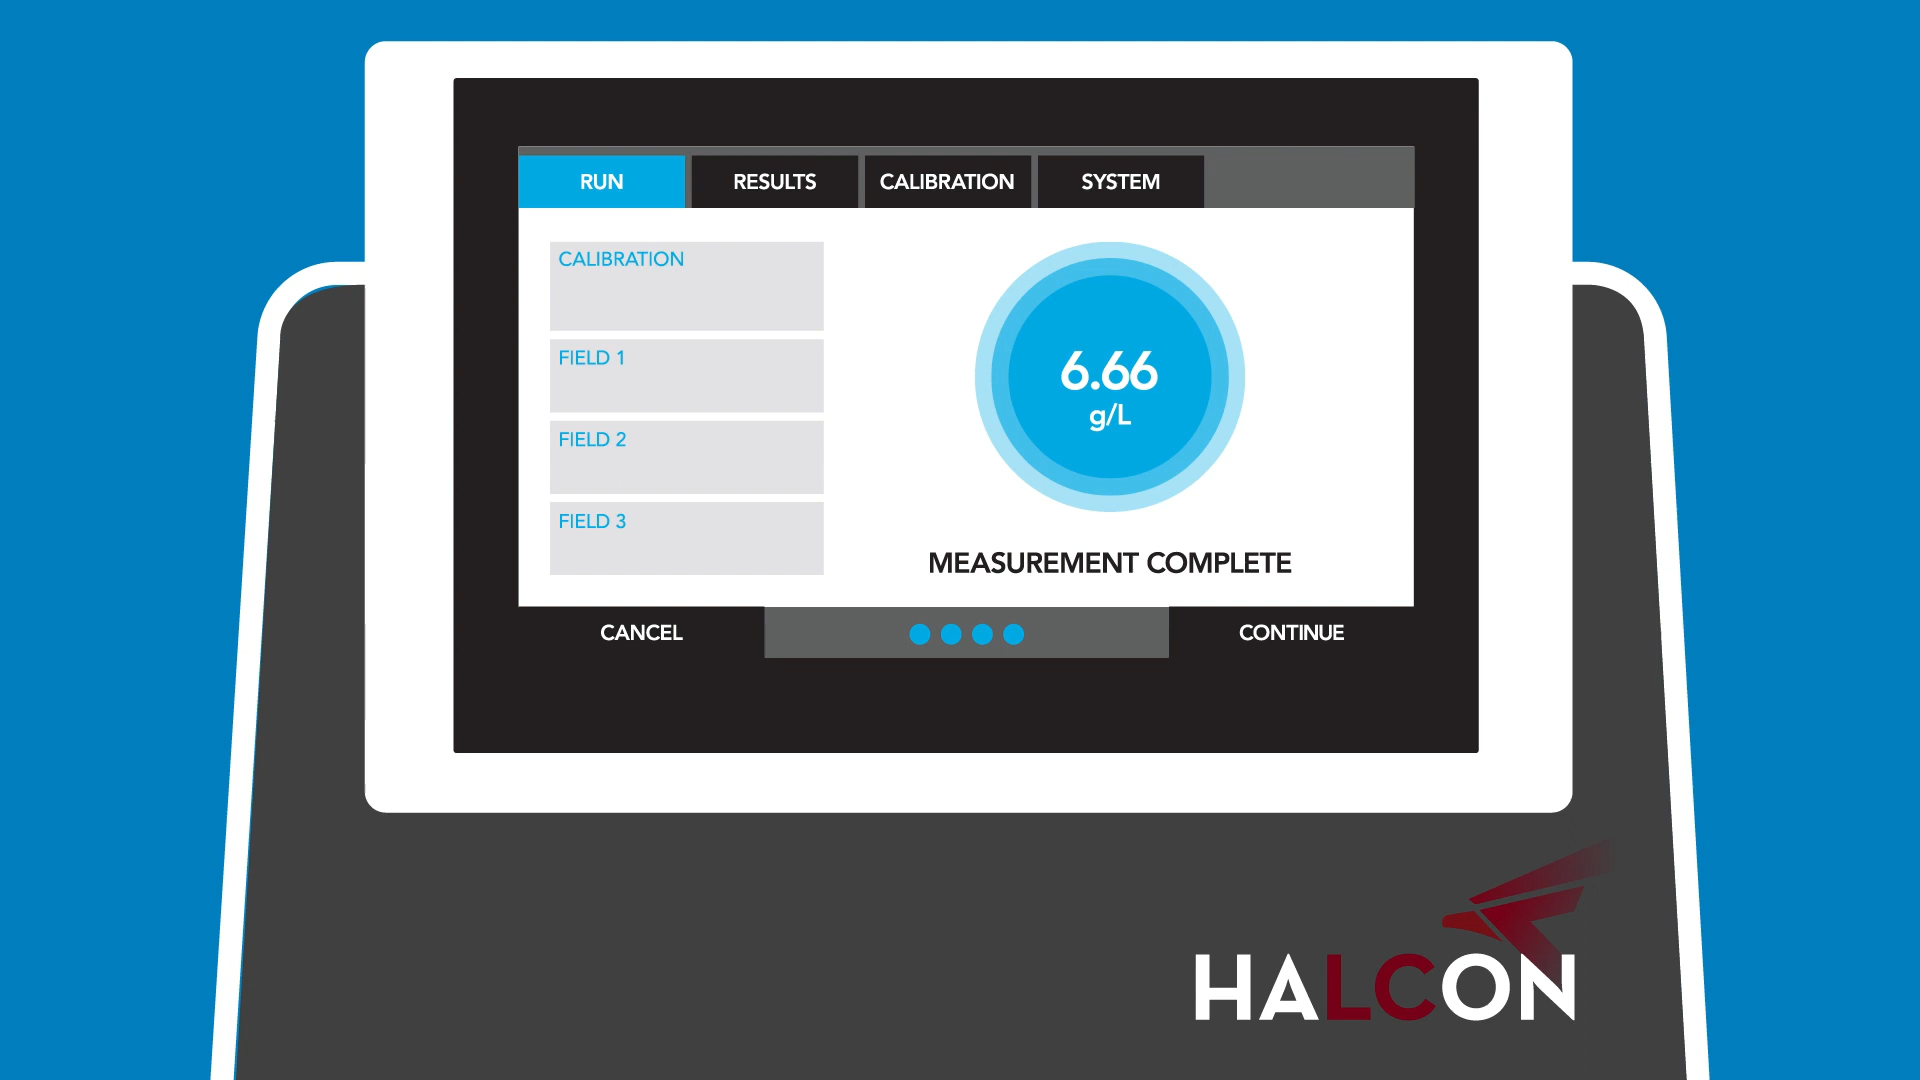 RUN
RESULTS
CALIBRATION
SYSTEM
CALIBRATION
FIELD 1
FIELD 2
FIELD 3
6.66
g/L
MEASUREMENT COMPLETE
CANCEL
CONTINUE
HALCON